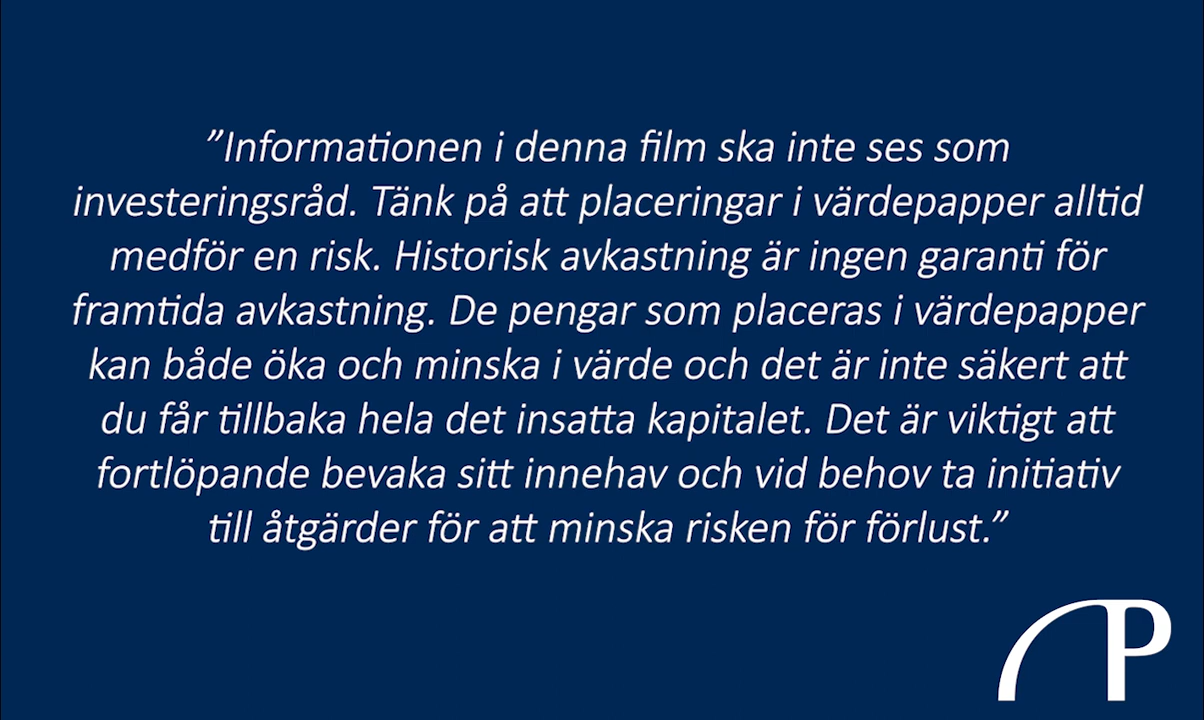 ”Informationen i denna film ska inte ses som
investeringsråd. Tänk på att placeringar i värdepapper alltid
medför en risk. Historisk avkastning är ingen garanti för
framtida avkastning. De pengar som placeras i värdepapper
kan både öka och minska i värde och det är inte säkert att
du får tillbaka hela det insatta kapitalet. Det är viktigt att
fortlöpande bevaka sitt innehav och vid behov ta initiativ
till åtgärder för att minska risken för förlust.”
P